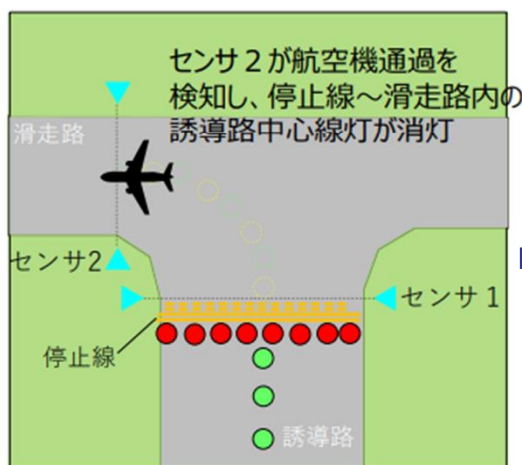 センサ２が航空機通過を
検知し、停止線～滑走路内の
誘導路中心線灯が消灯
滑走路
センサ2
センサ１
停止線
誘導路